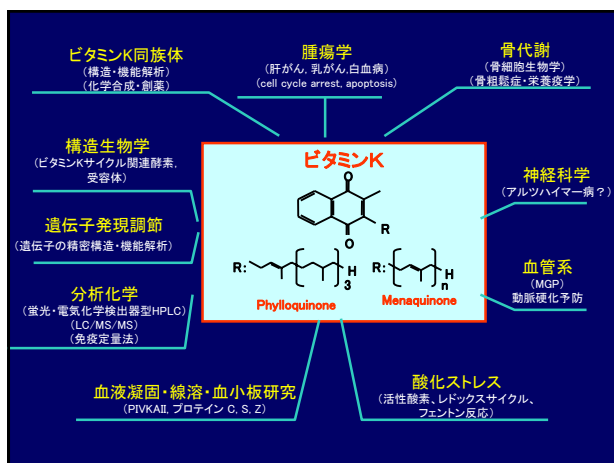 ビタミンK同族体
(構造・機能解析)
(化学合成・創薬)
腫瘍学
(肝がん, 乳がん,白血病)
(cell cycle arrest, apoptosis)
骨代謝
(骨細胞生物学)
(骨粗鬆症・栄養疫学)
構造生物学
(ビタミンKサイクル関連酵素,
受容体)
ビタミンK
O
R
O
R:
H
3
Phylloquinone
R:
H
n
Menaquinone
神経科学
(アルツハイマー病?)
遺伝子発現調節
(遺伝子の精密構造・機能解析)
血管系
(MGP)
動脈硬化予防
分析化学
(蛍光・電気化学検出器型HPLC)
(LC/MS/MS)
(免疫定量法)
血液凝固・線溶・血小板研究
(PIVKAII, プロテイン C, S, Z)
酸化ストレス
(活性酸素、レドックスサイクル、
フェントン反応)